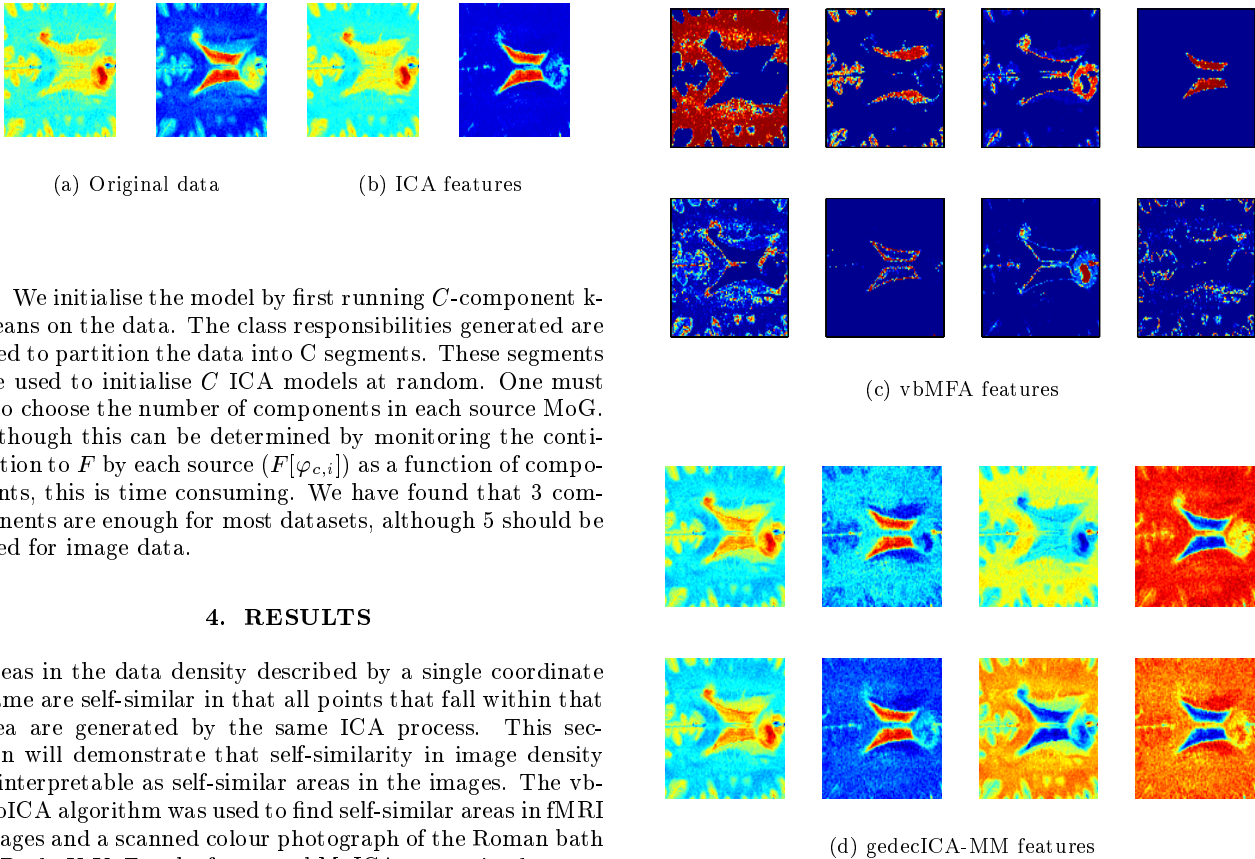 (a) Original data
(b) ICA features
We initialise the model by first running C-component k-
eans on the data. The class responsibilities generated are
ed to partition the data into C segments. These segments
e used to initialise C ICA models at random. One must
o choose the number of components in each source MoG.
though this can be determined by monitoring the conti-
tion to F by each source (F[φc,i]) as a function of compo-
nts, this is time consuming. We have found that 3 com-
nents are enough for most datasets, although 5 should be
ed for image data.
4. RESULTS
eas in the data density described by a single coordinate
ame are self-similar in that all points that fall within that
ea are generated by the same ICA process. This sec-
n will demonstrate that self-similarity in image density
interpretable as self-similar areas in the images. The vb-
oICA algorithm was used to find self-similar areas in fMRI
ages and a scanned colour photograph of the Roman bath
(c) vbMFA features
(d) gedecICA-MM features